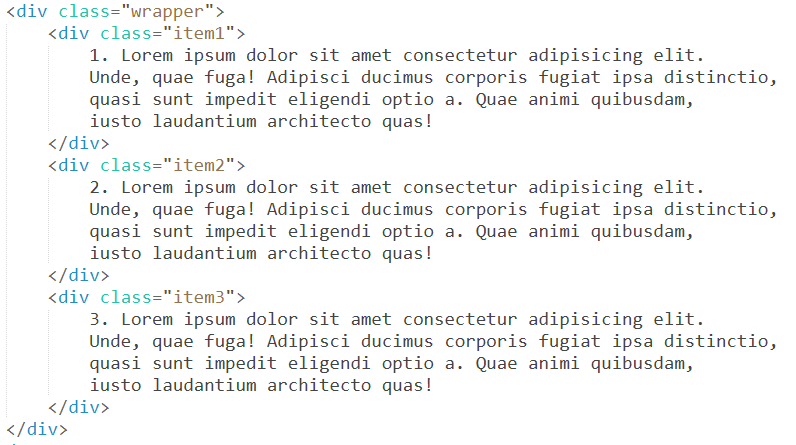 <div class="wrapper">
<div class="item1">
1. Lorem ipsum dolor sit amet consectetur adipisicing elit.
Unde, quae fuga! Adipisci ducimus corporis fugiat ipsa distinctio,
quasi sunt impedit eligendi optio a. Quae animi quibusdam,
iusto laudantium architecto quas!
</div>
<div class="item2">
2. Lorem ipsum dolor sit amet consectetur adipisicing elit.
Unde, quae fuga! Adipisci ducimus corporis fugiat ipsa distinctio,
quasi sunt impedit eligendi optio a. Quae animi quibusdam,
iusto laudantium architecto quas!
</div>
<div class="item3">
3. Lorem ipsum dolor sit amet consectetur adipisicing elit.
Unde, quae fuga! Adipisci ducimus corporis fugiat ipsa distinctio,
quasi sunt impedit eligendi optio a. Quae animi quibusdam,
iusto laudantium architecto quas!
</div>
</div>